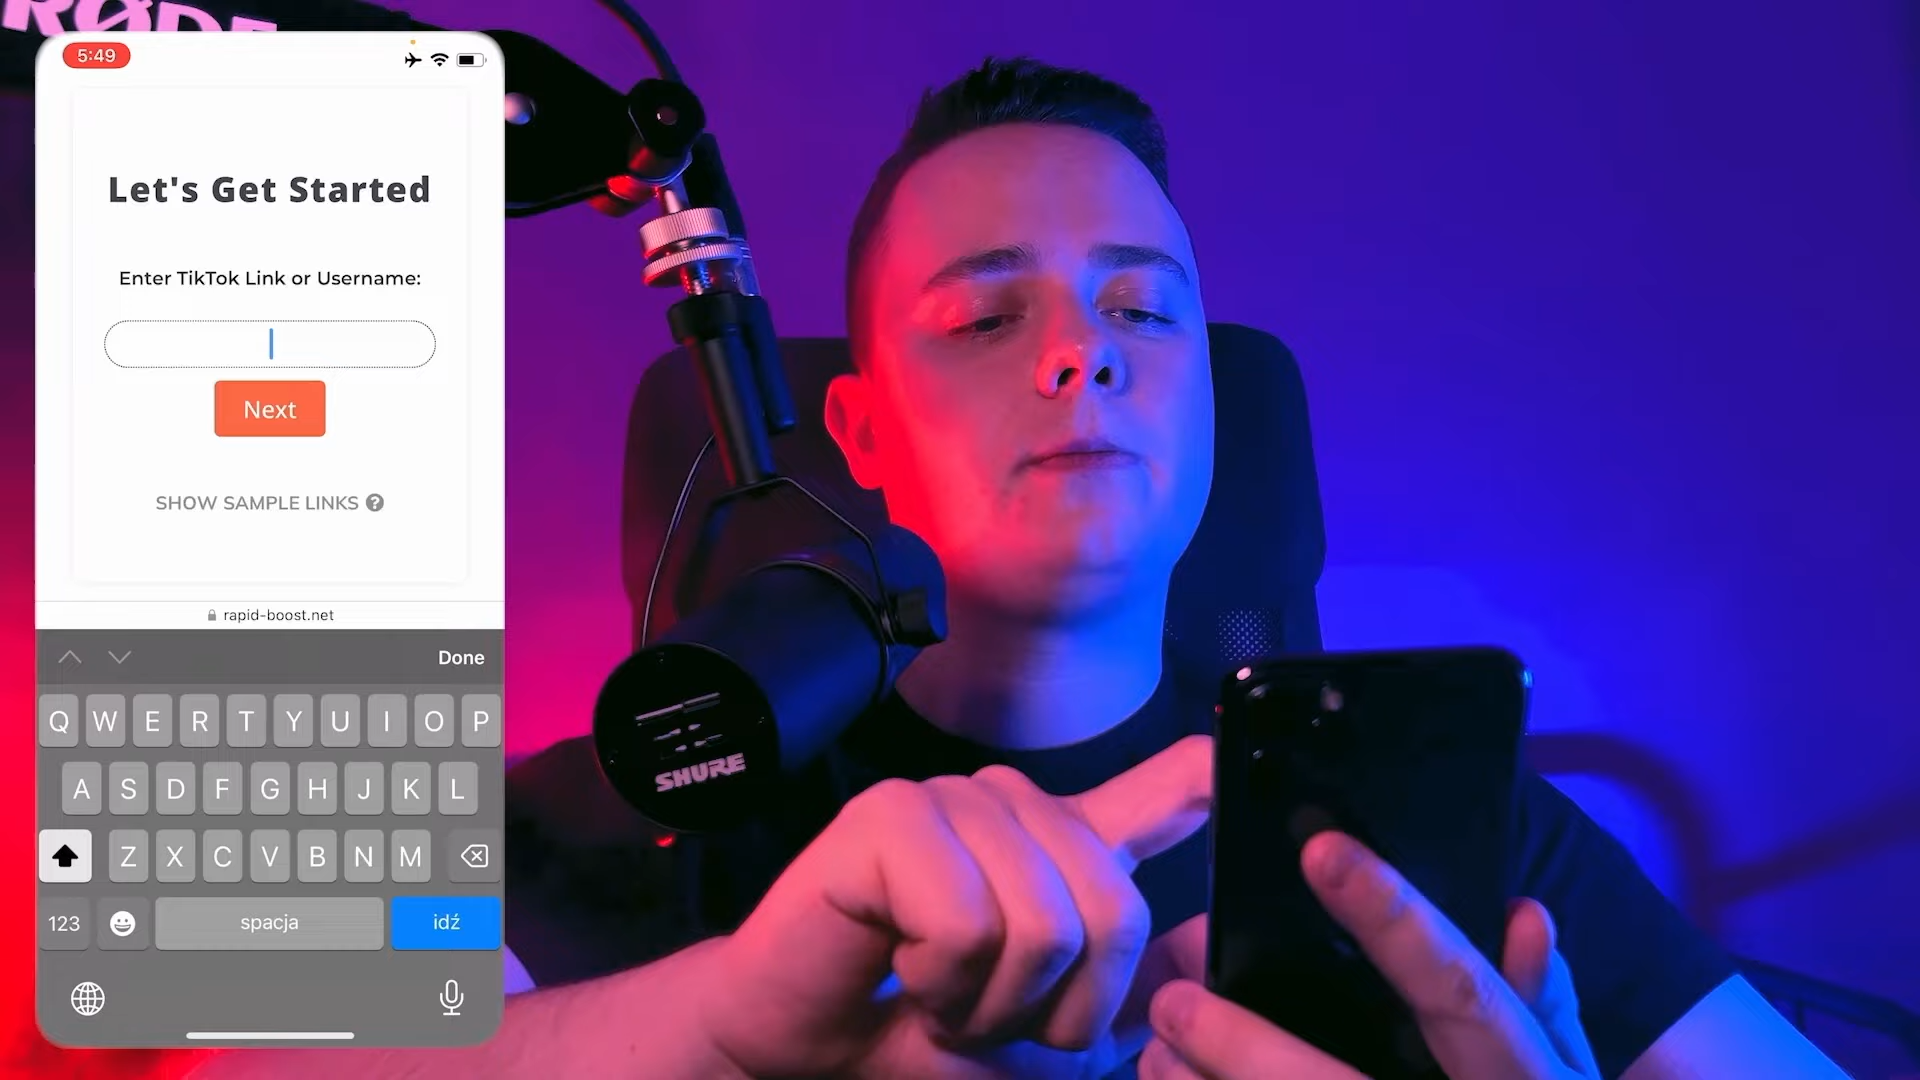 RØDE
5:49
Let's Get Started
Enter TikTok Link or Username:
Next
SHOW SAMPLE LINKS ?
rapid-boost.net
Done
Q W E R T Y U I O P
A S D F G H J K L
Z X C V B N M
123 spacja idź
SHURE